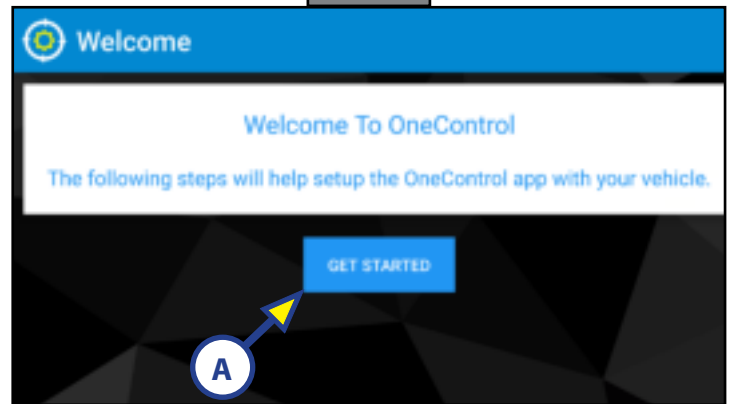 Welcome
Welcome To OneControl
The following steps will help setup the OneControl app with your vehicle.
GET STARTED
A